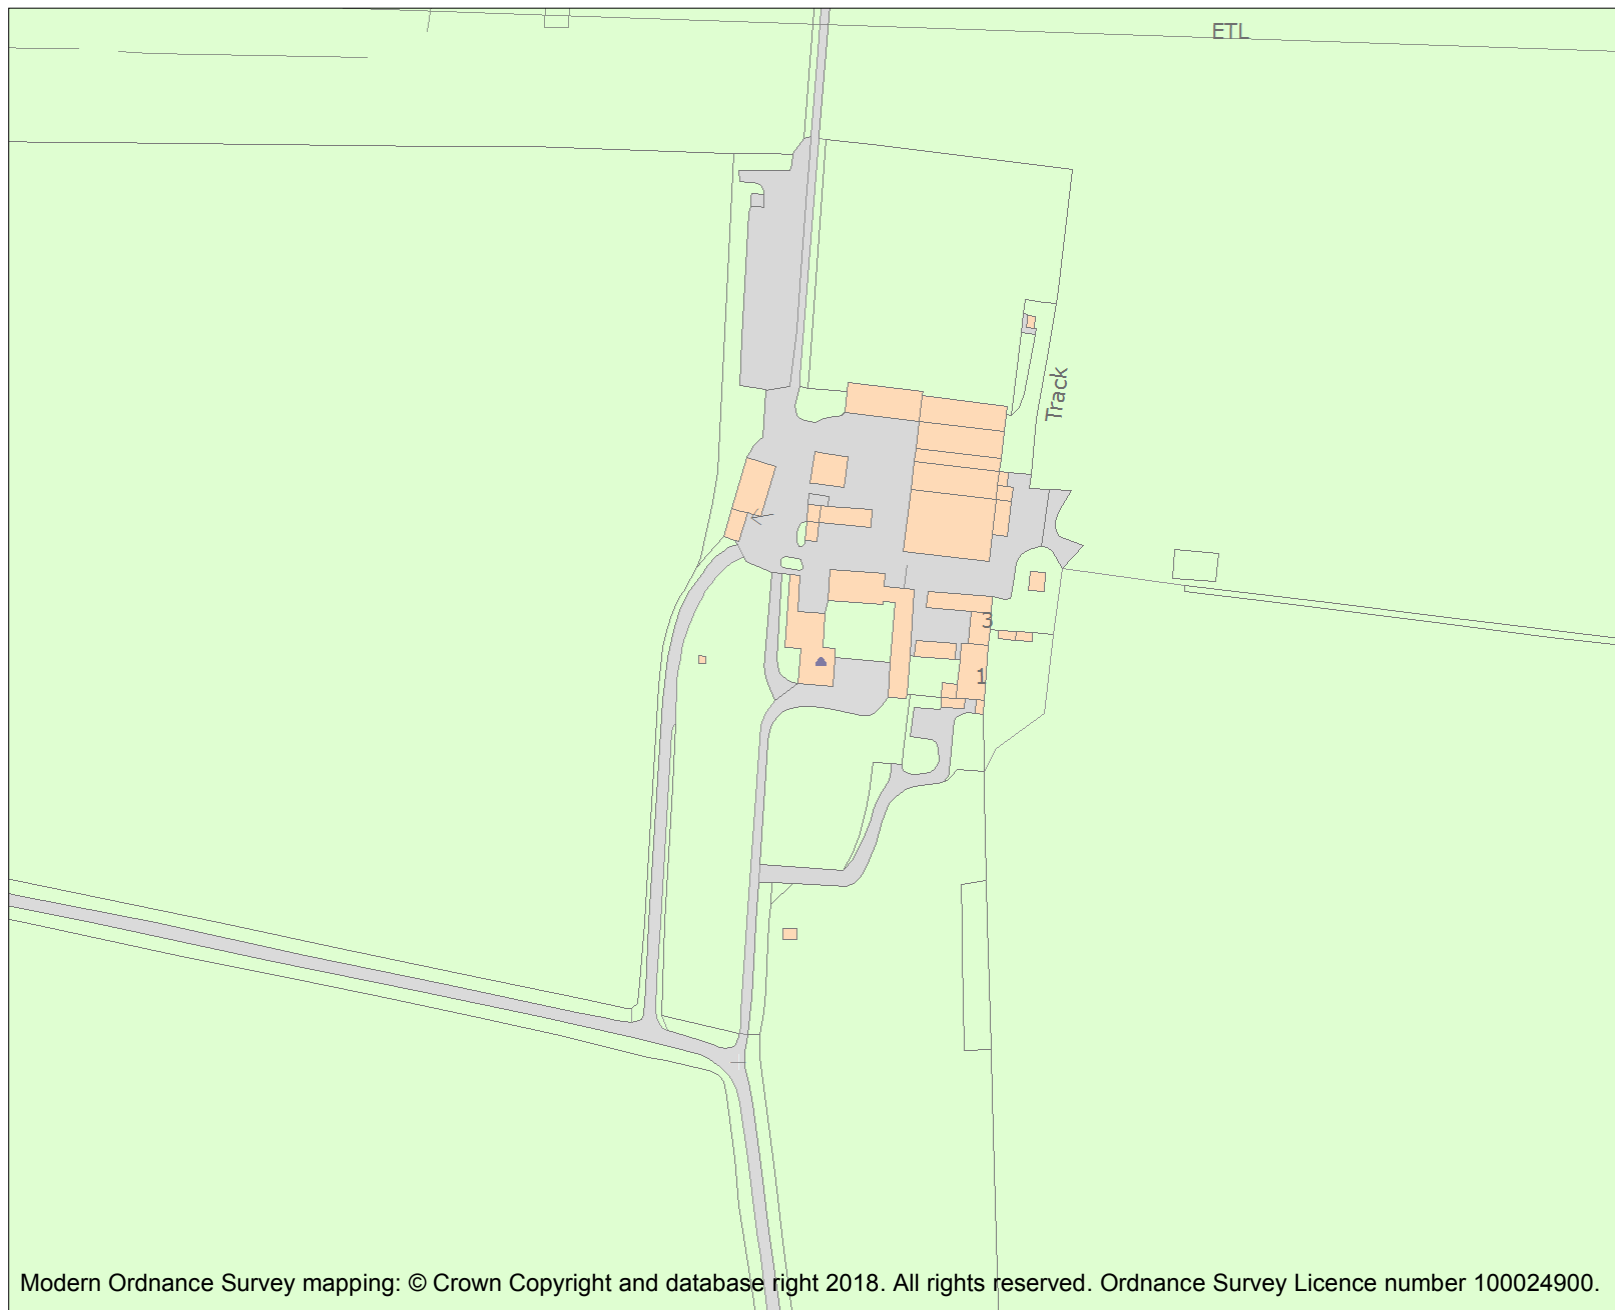 ETL
Track
3
1
Modern Ordnance Survey mapping: © Crown Copyright and database right 2018. All rights reserved. Ordnance Survey Licence number 100024900.